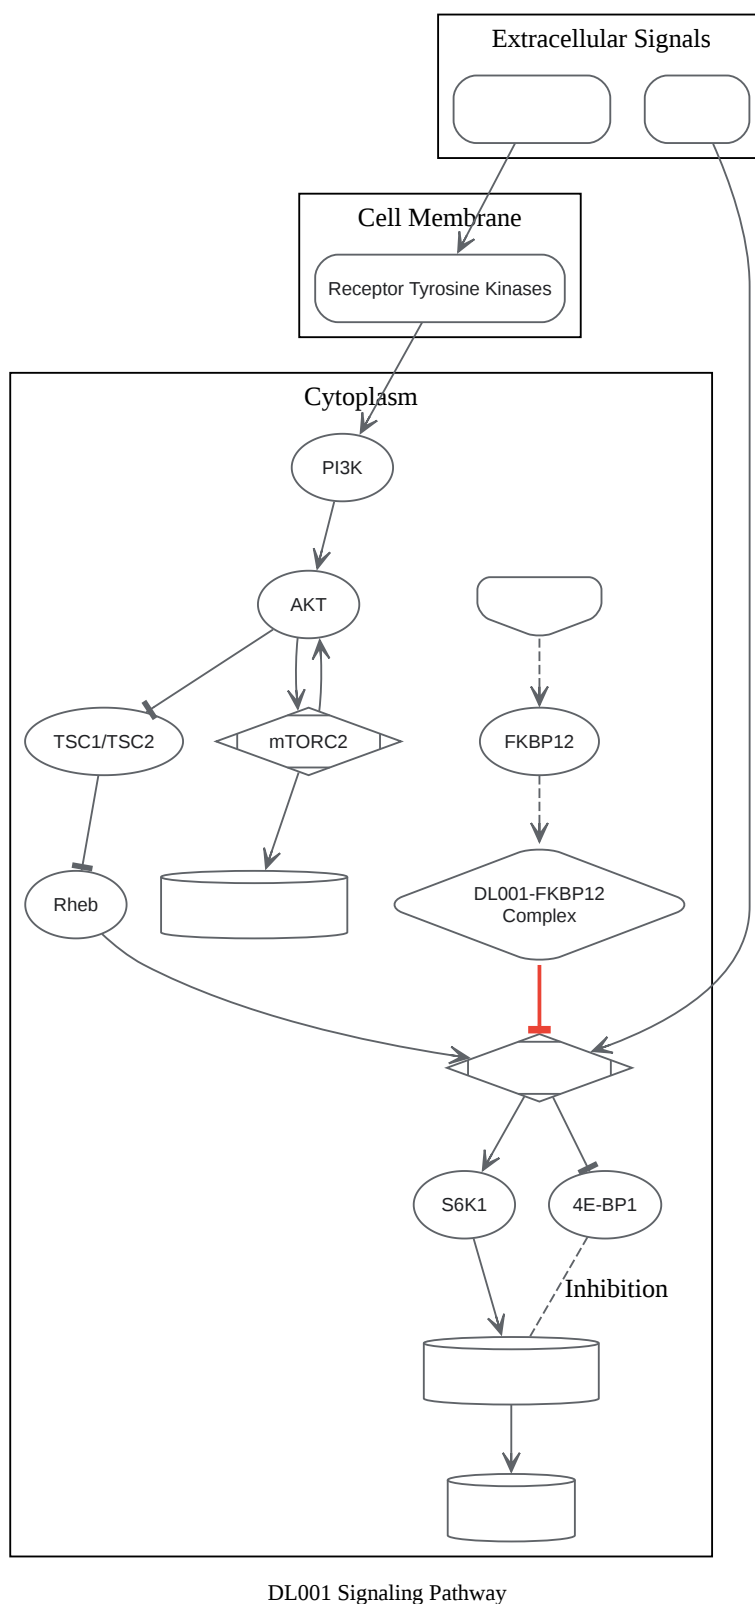 Extracellular Signals
Cell Membrane
Receptor Tyrosine Kinases
Cytoplasm
PI3K
AKT
TSC1/TSC2
mTORC2
FKBP12
Rheb
DL001-FKBP12
Complex
S6K1
4E-BP1
Inhibition
DL001 Signaling Pathway